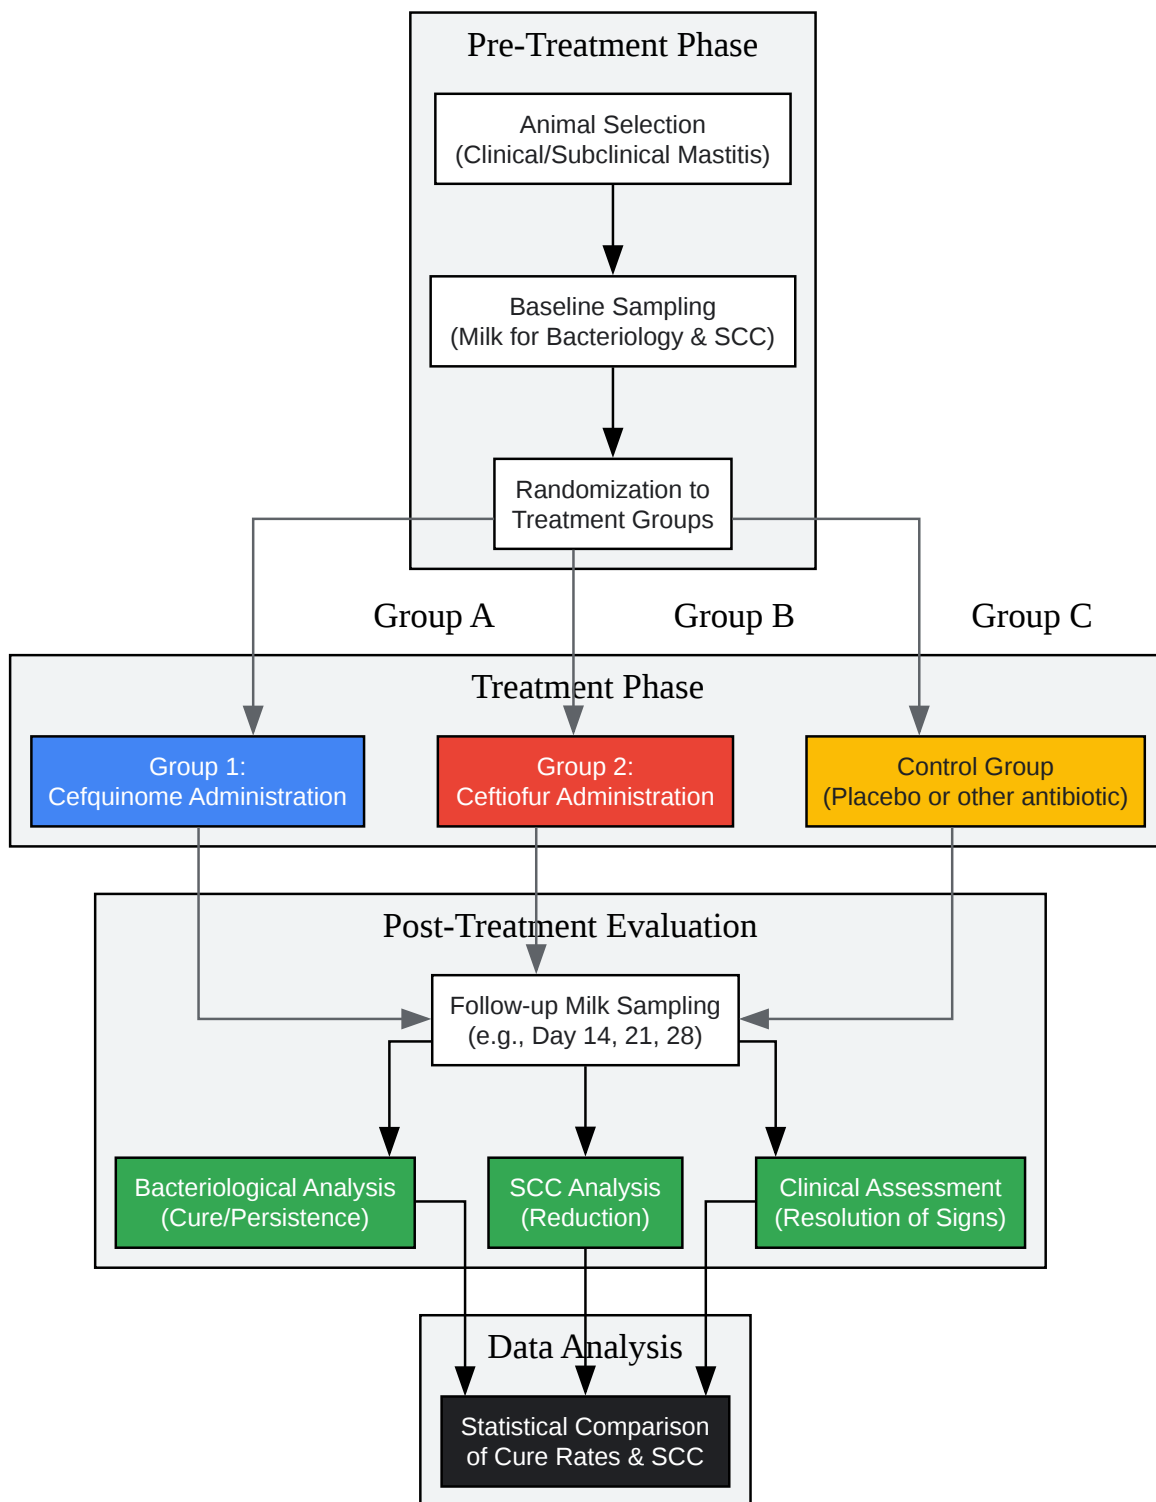 Pre-Treatment Phase
Animal Selection
(Clinical/Subclinical Mastitis)
Baseline Sampling
(Milk for Bacteriology & SCC)
Randomization to
Treatment Groups
Group A
Group B
Group C
Treatment Phase
Group 1:
Cefquinome Administration
Group 2:
Ceftiofur Administration
Control Group
(Placebo or other antibiotic)
Post-Treatment Evaluation
Follow-up Milk Sampling
(e.g., Day 14, 21, 28)
Bacteriological Analysis
(Cure/Persistence)
SCC Analysis
(Reduction)
Clinical Assessment
(Resolution of Signs)
Data Analysis
Statistical Comparison
of Cure Rates & SCC